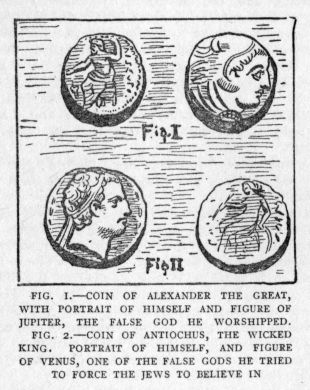 Fig. I
Fig II
FIG. 1.—COIN OF ALEXANDER THE GREAT,
WITH PORTRAIT OF HIMSELF AND FIGURE OF
JUPITER, THE FALSE GOD HE WORSHIPPED.
FIG. 2.—COIN OF ANTIOCHUS, THE WICKED
KING. PORTRAIT OF HIMSELF, AND FIGURE
OF VENUS, ONE OF THE FALSE GODS HE TRIED
TO FORCE THE JEWS TO BELIEVE IN